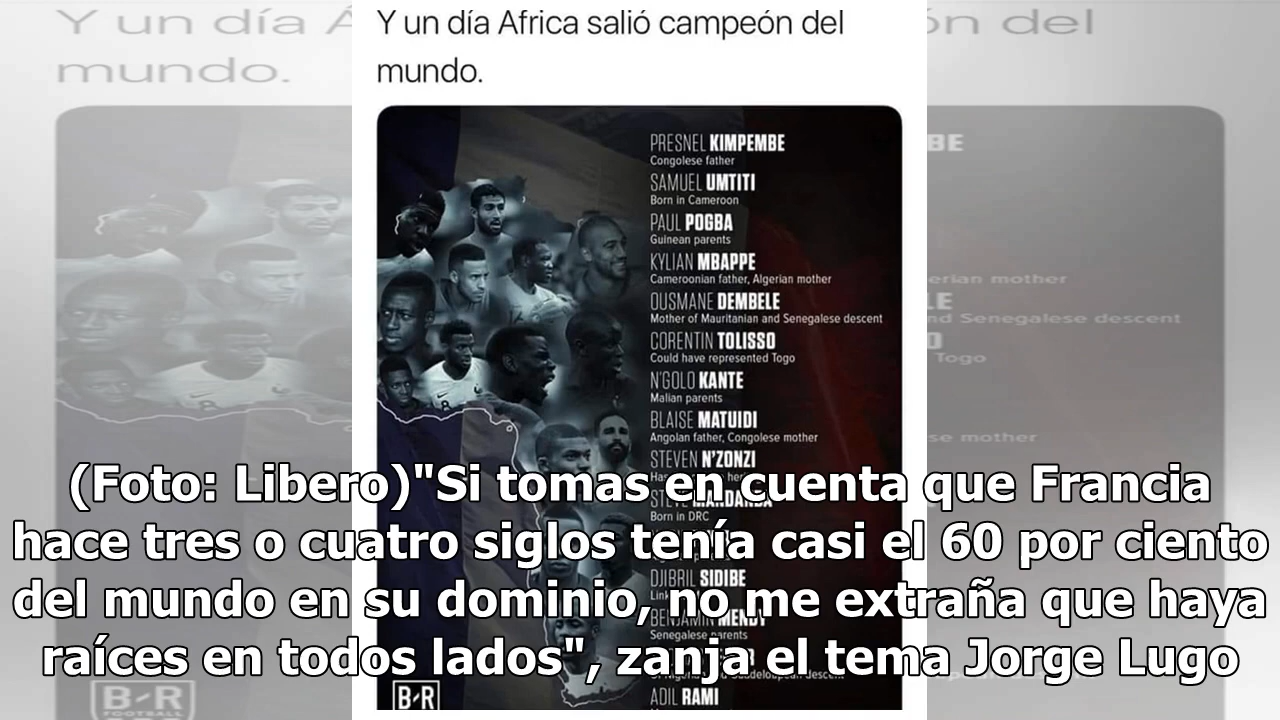 Y un día Africa salió campeón del
mundo.
PRESNEL KIMPEMBE
Congolese father
SAMUEL UMTITI
Born in Cameroon
PAUL POGBA
Guinean parents
KYLIAN MBAPPE
Cameroonian father, Algerian mother
OUSMANE DEMBELE
Mother of Mauritanian and Senegalese descent
CORENTIN TOLISSO
Could have represented Togo
N'GOLO KANTE
Malian parents
BLAISE MATUIDI
Angolan father, Congolese mother
STEVEN N'ZONZI
STEVE MANDANDA
Born in DRC
DJIBRIL SIDIBE
BENJAMIN MENDY
Senegalese parents
ADIL RAMI
B-R
FOOTBALL
(Foto: Libero)"Si tomas en cuenta que Francia
hace tres o cuatro siglos tenía casi el 60 por ciento
del mundo en su dominio, no me extraña que haya
raíces en todos lados", zanja el tema Jorge Lugo